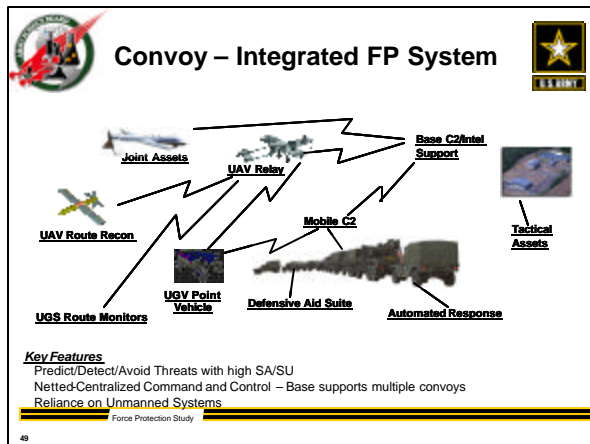 Convoy – Integrated FP System
U.S. ARMY
Joint Assets
UAV Relay
Base C2/Intel
Support
UAV Route Recon
Mobile C2
Tactical
Assets
UGV Point
Vehicle
Defensive Aid Suite
UGS Route Monitors
Automated Response
Key Features
Predict/Detect/Avoid Threats with high SA/SU
Netted-Centralized Command and Control – Base supports multiple convoys
Reliance on Unmanned Systems
Force Protection Study
49